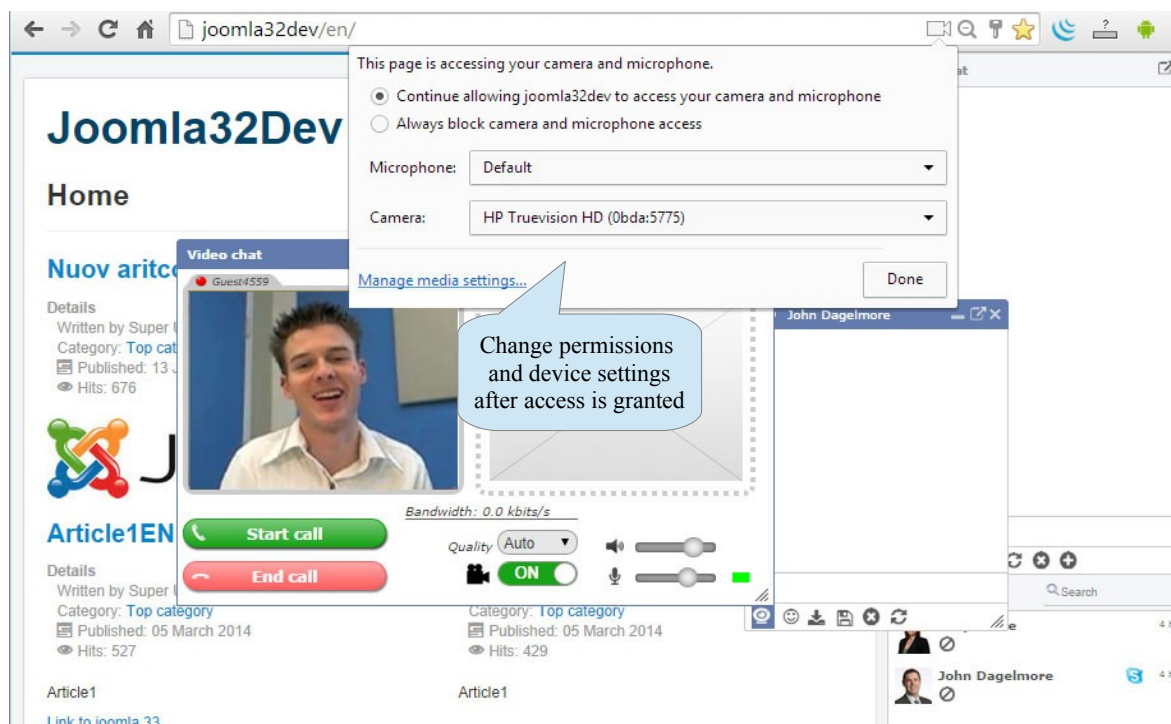 joomla32dev/en/
This page is accessing your camera and microphone.
Continue allowing joomla32dev to access your camera and microphone
Always block camera and microphone access
Microphone: Default
Camera: HP Truevision HD (0bda:5775)
Manage media settings...
Done
Joomla32Dev
Home
Nuov aritco
Details
Written by Super
Category: Top cat
Published: 13
Hits: 676
J
Video chat
Guest4559
Change permissions
and device settings
after access is granted
John Dagelmore
Bandwidth: 0.0 kbits/s
Start call
Quality Auto
End call
ON
Article1EN
Details
Written by Super
Category: Top category
Published: 05 March 2014
Hits: 527
Article1
Link to joomla 33
Category: Top category
Published: 05 March 2014
Hits: 429
Article1
Search
John Dagelmore